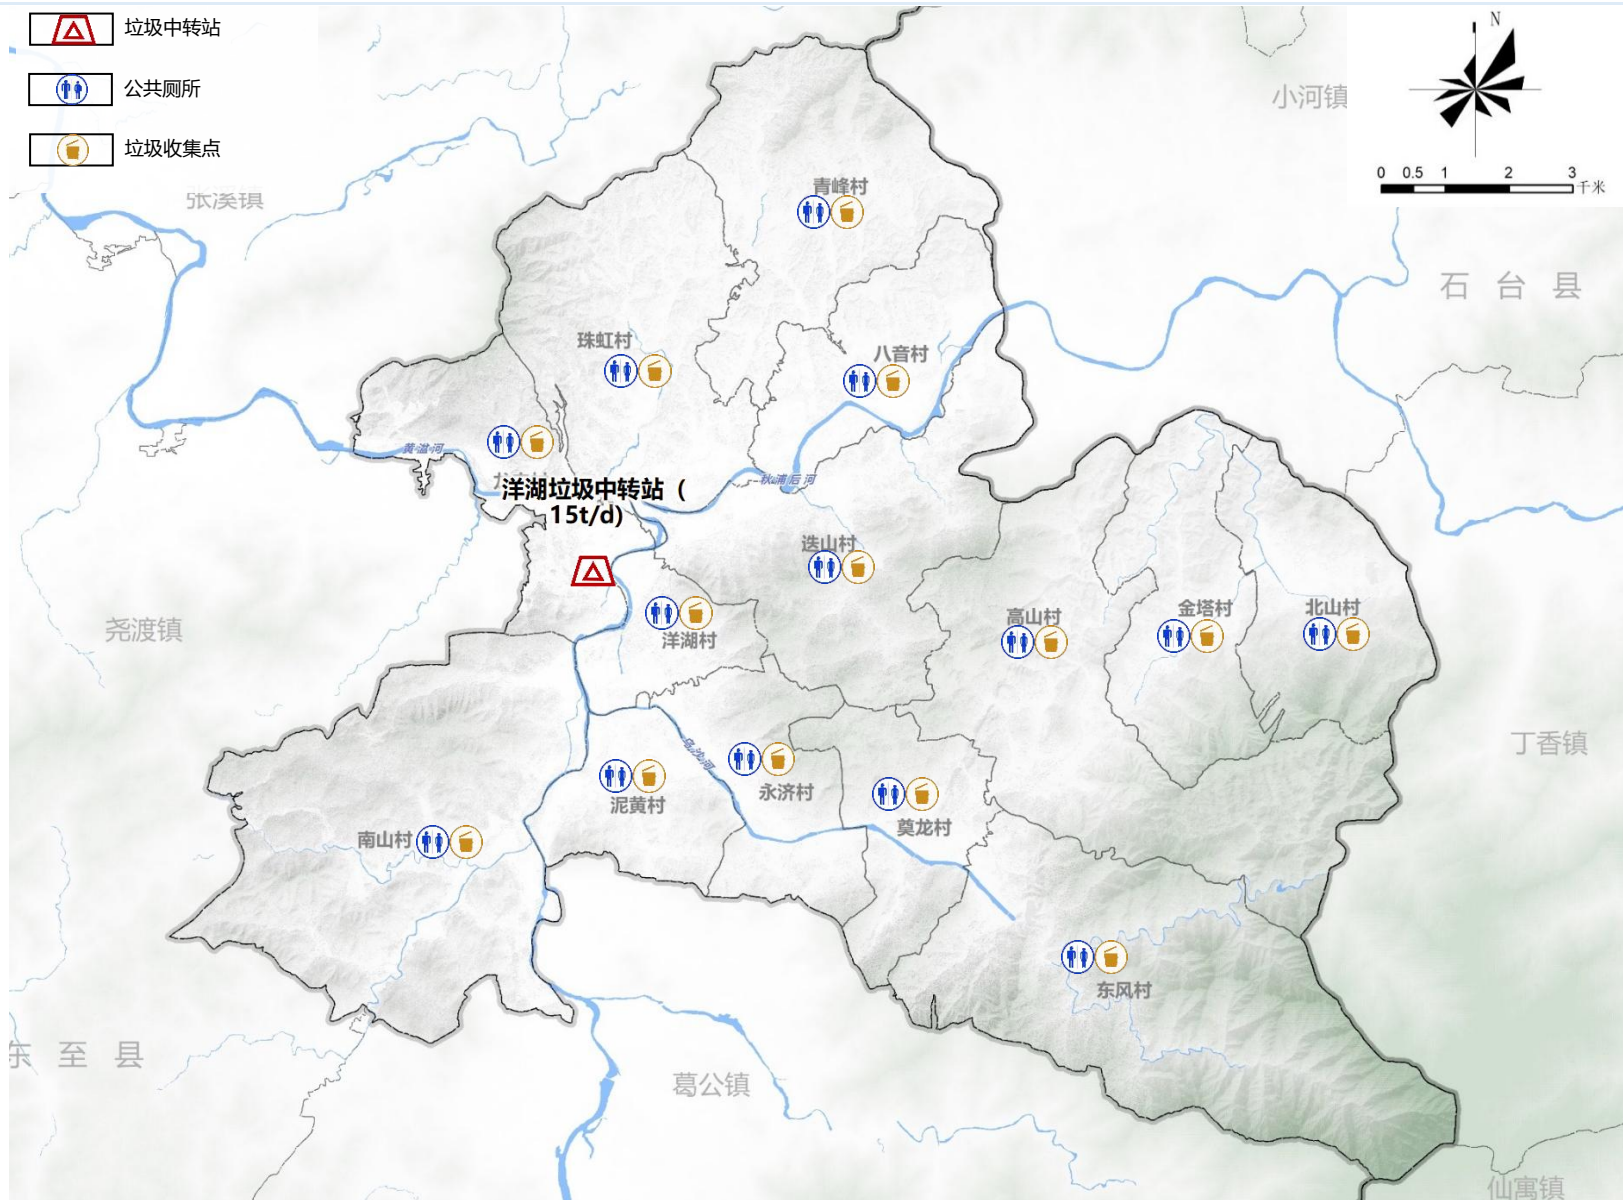 垃圾中转站
公共厕所
垃圾收集点
N
0 0.5 1 2 3
千米
小河镇
张溪镇
青峰村
石台县
珠虹村
八音村
黄湓河
秋浦后河
洋湖垃圾中转站（
15t/d)
迭山村
高山村
金塔村
北山村
尧渡镇
洋湖村
丁香镇
乌沙河
永济村
泥黄村
奠龙村
南山村
东风村
东至县
葛公镇
仙寓镇